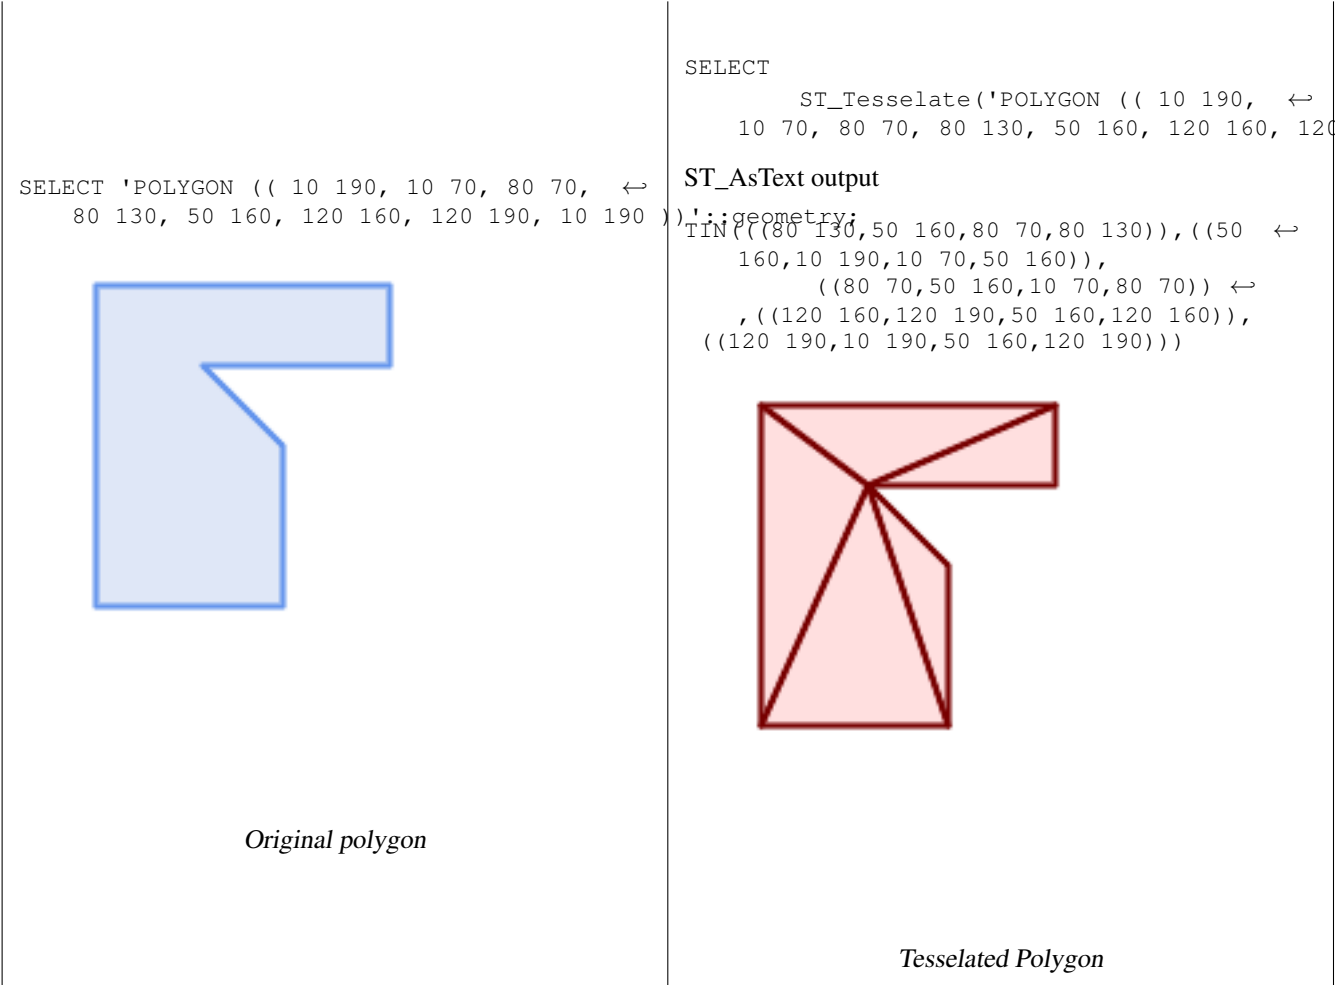 SELECT 'POLYGON (( 10 190, 10 70, 80 70, ↩
80 130, 50 160, 120 160, 120 190, 10 190 ))'::geometry;
Original polygon
SELECT
ST_Tesselate('POLYGON (( 10 190, ↩
10 70, 80 70, 80 130, 50 160, 120 160, 120
ST_AsText output
TIN(((80 130,50 160,80 70,80 130)),((50 ↩
160,10 190,10 70,50 160)),
((80 70,50 160,10 70,80 70)) ↩
,((120 160,120 190,50 160,120 160)),
((120 190,10 190,50 160,120 190)))
Tesselated Polygon